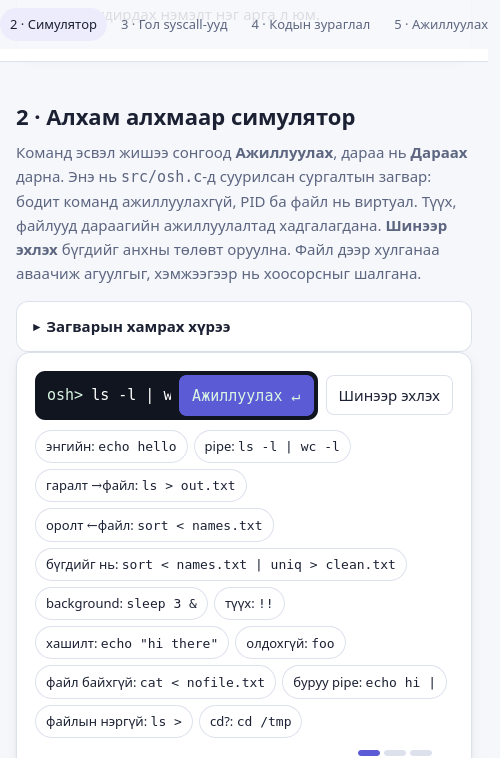 2 · Симулятор 3 · Гол syscall-ууд 4 · Кодын зураглал 5 · Ажиллуулах
2 · Алхам алхмаар симулятор
Команд эсвэл жишээ сонгоод Ажиллуулах, дараа нь Дараах
дарна. Энэ нь src/osh.c-д суурилсан сургалтын загвар:
бодит команд ажиллуулахгүй, PID ба файл нь виртуал. Түүх,
файлууд дараагийн ажиллуулалтад хадгалагдана. Шинээр
эхлэх бүгдийг анхны төлөвт оруулна. Файл дээр хулганаа
аваачиж агуулгыг, хэмжээгээр нь хоосорсныг шалгана.
▸ Загварын хамрах хүрээ
osh> ls -l | w Ажиллуулах ↵ Шинээр эхлэх
энгийн: echo hello pipe: ls -l | wc -l
гаралт →файл: ls > out.txt
оролт ←файл: sort < names.txt
бүгдийг нь: sort < names.txt | uniq > clean.txt
background: sleep 3 & түүх: !!
хашилт: echo "hi there" олдохгүй: foo
файл байхгүй: cat < nofile.txt буруу pipe: echo hi |
файлын нэргүй: ls > cd?: cd /tmp